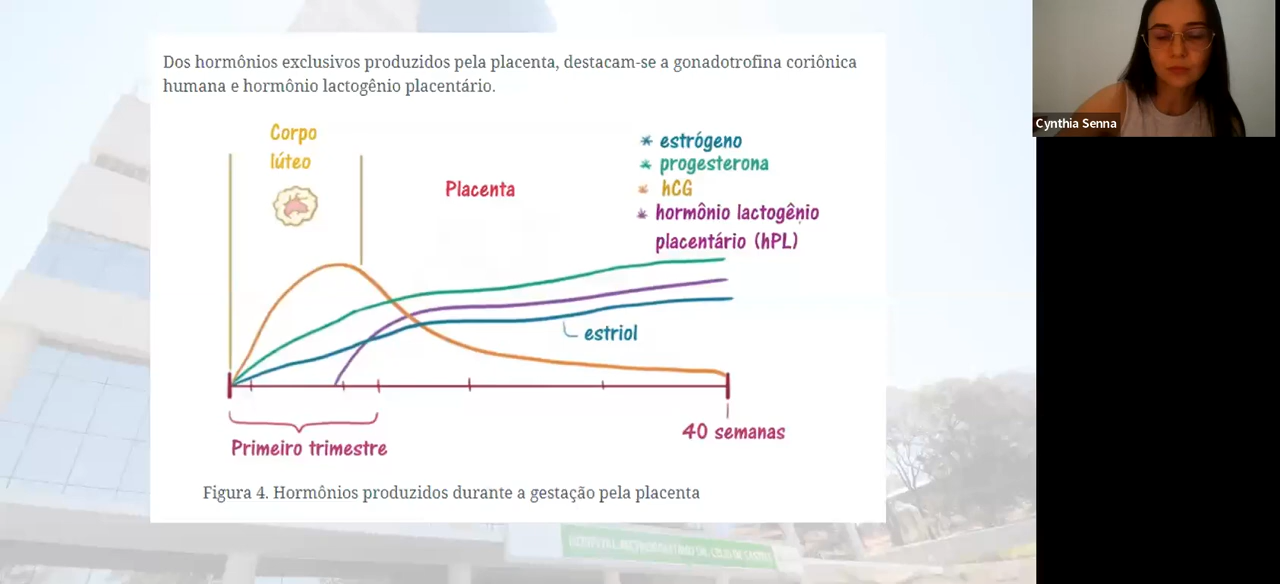 Dos hormônios exclusivos produzidos pela placenta, destacam-se a gonadotrofina coriônica
humana e hormônio lactogênio placentário.
Cynthia Senna
Corpo
lúteo
Placenta
estrógeno
progesterona
hCG
hormônio lactogênio
placentário (hPL)
estriol
40 semanas
Primeiro trimestre
Figura 4. Hormônios produzidos durante a gestação pela placenta